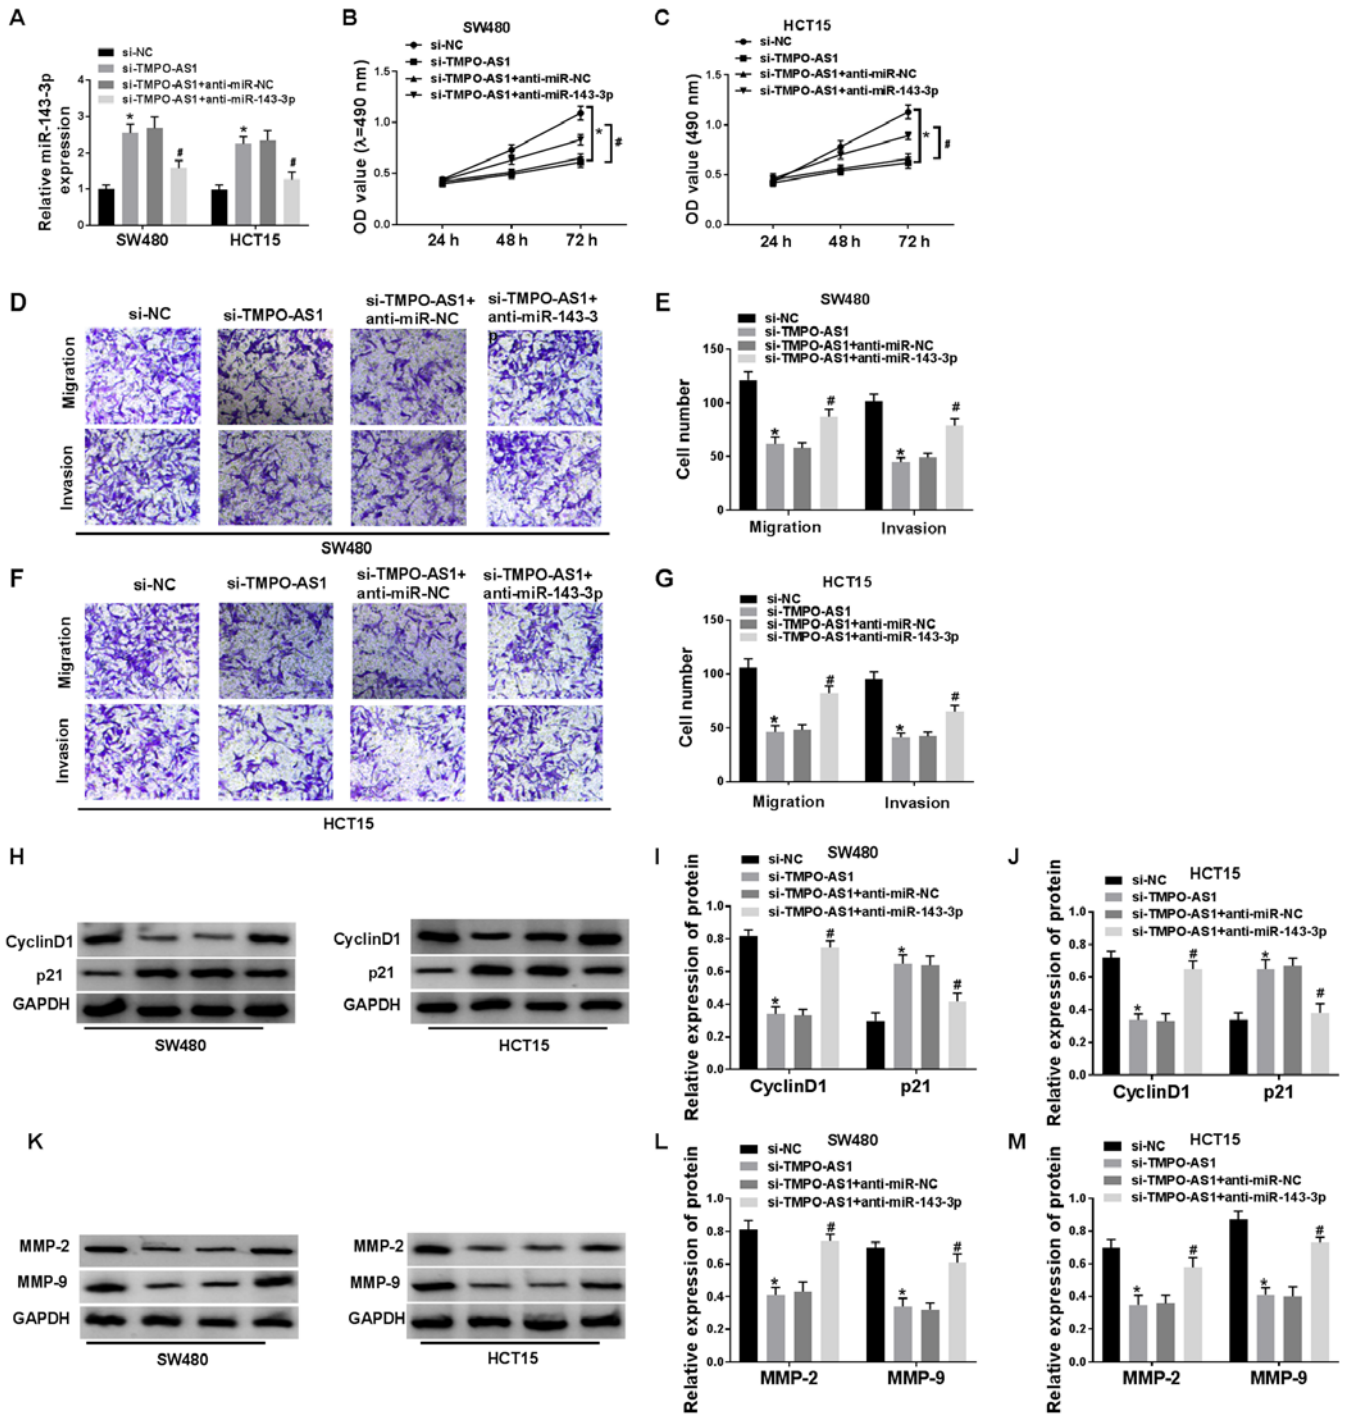 A
si-NC
si-TMPO-AS1
si-TMPO-AS1+anti-miR-NC
si-TMPO-AS1+anti-miR-143-3p
Relative miR-143-3p
expression
4
3
2
1
0
*
#
*
#
SW480
HCT15
B
SW480
si-NC
si-TMPO-AS1
si-TMPO-AS1+anti-miR-NC
si-TMPO-AS1+anti-miR-143-3p
OD value (λ=490 nm)
1.5
1.0
0.5
0.0
*
#
24 h
48 h
72 h
C
HCT15
si-NC
si-TMPO-AS1
si-TMPO-AS1+anti-miR-NC
si-TMPO-AS1+anti-miR-143-3p
OD value (490 nm)
1.5
1.0
0.5
0.0
*
#
24 h
48 h
72 h
D
si-NC
si-TMPO-AS1
si-TMPO-AS1+
anti-miR-NC
si-TMPO-AS1+
anti-miR-143-3
p
Migration
Invasion
SW480
E
SW480
si-NC
si-TMPO-AS1
si-TMPO-AS1+anti-miR-NC
si-TMPO-AS1+anti-miR-143-3p
Cell number
150
100
50
0
*
#
*
#
Migration
Invasion
F
si-NC
si-TMPO-AS1
si-TMPO-AS1+
anti-miR-NC
si-TMPO-AS1+
anti-miR-143-3p
Migration
Invasion
HCT15
G
HCT15
si-NC
si-TMPO-AS1
si-TMPO-AS1+anti-miR-NC
si-TMPO-AS1+anti-miR-143-3p
Cell number
150
100
50
0
*
#
*
#
Migration
Invasion
H
CyclinD1
p21
GAPDH
SW480
CyclinD1
p21
GAPDH
HCT15
I
SW480
si-NC
si-TMPO-AS1
si-TMPO-AS1+anti-miR-NC
si-TMPO-AS1+anti-miR-143-3p
Relative expression of protein
1.0
0.8
0.6
0.4
0.2
0.0
*
#
*
#
CyclinD1
p21
J
HCT15
si-NC
si-TMPO-AS1
si-TMPO-AS1+anti-miR-NC
si-TMPO-AS1+anti-miR-143-3p
Relative expression of protein
1.0
0.8
0.6
0.4
0.2
0.0
*
#
*
#
CyclinD1
p21
K
MMP-2
MMP-9
GAPDH
SW480
MMP-2
MMP-9
GAPDH
HCT15
L
SW480
si-NC
si-TMPO-AS1
si-TMPO-AS1+anti-miR-NC
si-TMPO-AS1+anti-miR-143-3p
Relative expression of protein
1.0
0.8
0.6
0.4
0.2
0.0
*
#
*
#
MMP-2
MMP-9
M
HCT15
si-NC
si-TMPO-AS1
si-TMPO-AS1+anti-miR-NC
si-TMPO-AS1+anti-miR-143-3p
Relative expression of protein
1.0
0.8
0.6
0.4
0.2
0.0
*
#
*
#
MMP-2
MMP-9